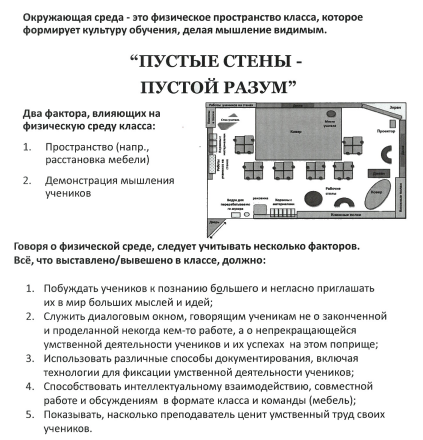 Окружающая среда - это физическое пространство класса, которое
формирует культуру обучения, делая мышление видимым.
“ПУСТЫЕ СТЕНЫ -
ПУСТОЙ РАЗУМ”
Два фактора, влияющих на
физическую среду класса:
1. Пространство (напр.,
расстановка мебели)
2. Демонстрация мышления
учеников
Экран
Проектор
Ковер
Рабочие
Ковер
Говоря о физической среде, следует учитывать несколько факторов.
Всё, что выставлено/вывешено в классе, должно:
1. Побуждать учеников к познанию большего и негласно приглашать
их в мир больших мыслей и идей;
2. Служить диалоговым окном, говорящим ученикам не о законченной
и проделанной некогда кем-то работе, а о непрекращающейся
умственной деятельности учеников и их успехах на этом поприще;
3. Использовать различные способы документирования, включая
технологии для фиксации умственной деятельности учеников;
4. Способствовать интеллектуальному взаимодействию, совместной
работе и обсуждениям в формате класса и команды (мебель);
5. Показывать, насколько преподаватель ценит умственный труд своих
учеников.